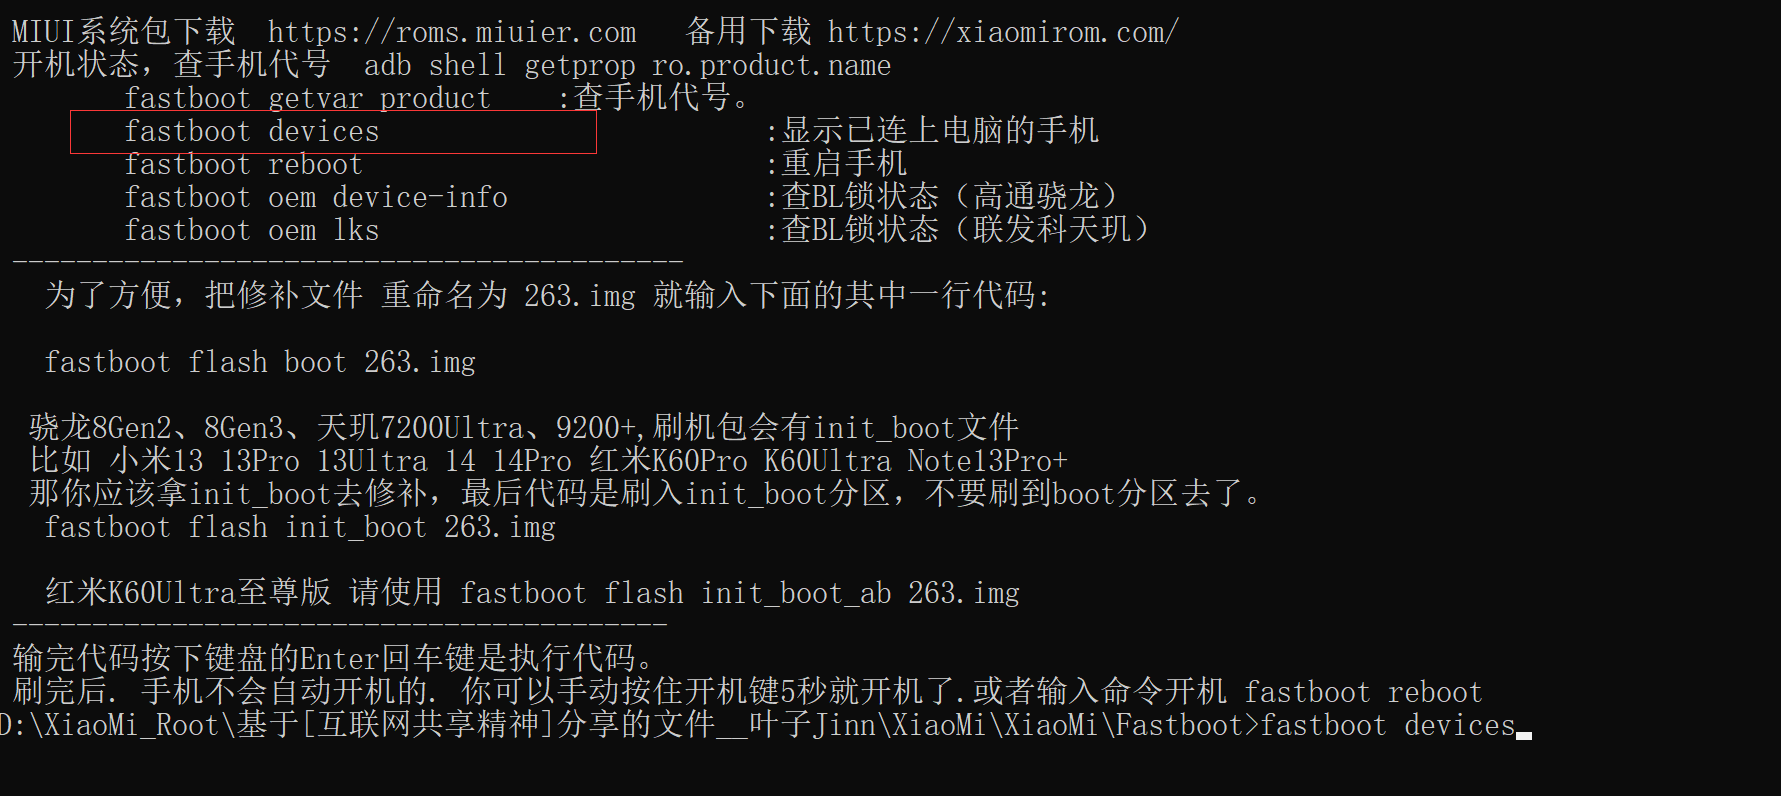 MIUI系统包下载  https://roms.miuier.com   备用下载 https://xiaomirom.com/
开机状态，查手机代号  adb shell getprop ro.product.name
fastboot getvar product    :查手机代号。
fastboot devices                        :显示已连上电脑的手机
fastboot reboot                         :重启手机
fastboot oem device-info                :查BL锁状态（高通骁龙）
fastboot oem lks                        :查BL锁状态（联发科天玑）
------------------------------------------
为了方便，把修补文件 重命名为 263.img 就输入下面的其中一行代码:
fastboot flash boot 263.img
骁龙8Gen2、8Gen3、天玑7200Ultra、9200+,刷机包会有init_boot文件
比如 小米13 13Pro 13Ultra 14 14Pro 红米K60Pro K60Ultra Note13Pro+
那你应该拿init_boot去修补，最后代码是刷入init_boot分区，不要刷到boot分区去了。
fastboot flash init_boot 263.img
红米K60Ultra至尊版 请使用 fastboot flash init_boot_ab 263.img
-----------------------------------------
输完代码按下键盘的Enter回车键是执行代码。
刷完后. 手机不会自动开机的. 你可以手动按住开机键5秒就开机了.或者输入命令开机 fastboot reboot
D:\XiaoMi_Root\基于[互联网共享精神]分享的文件__叶子Jinn\XiaoMi\XiaoMi\Fastboot>fastboot devices